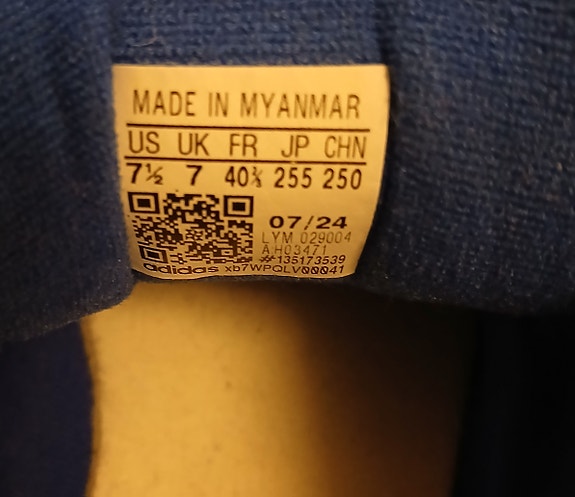 MADE IN MYANMAR
US UK FR JP CHN
7½ 7 40⅔ 255 250
07/24
LYM 029004
AH03471
#135173539
adidas xb7WPQLV00041